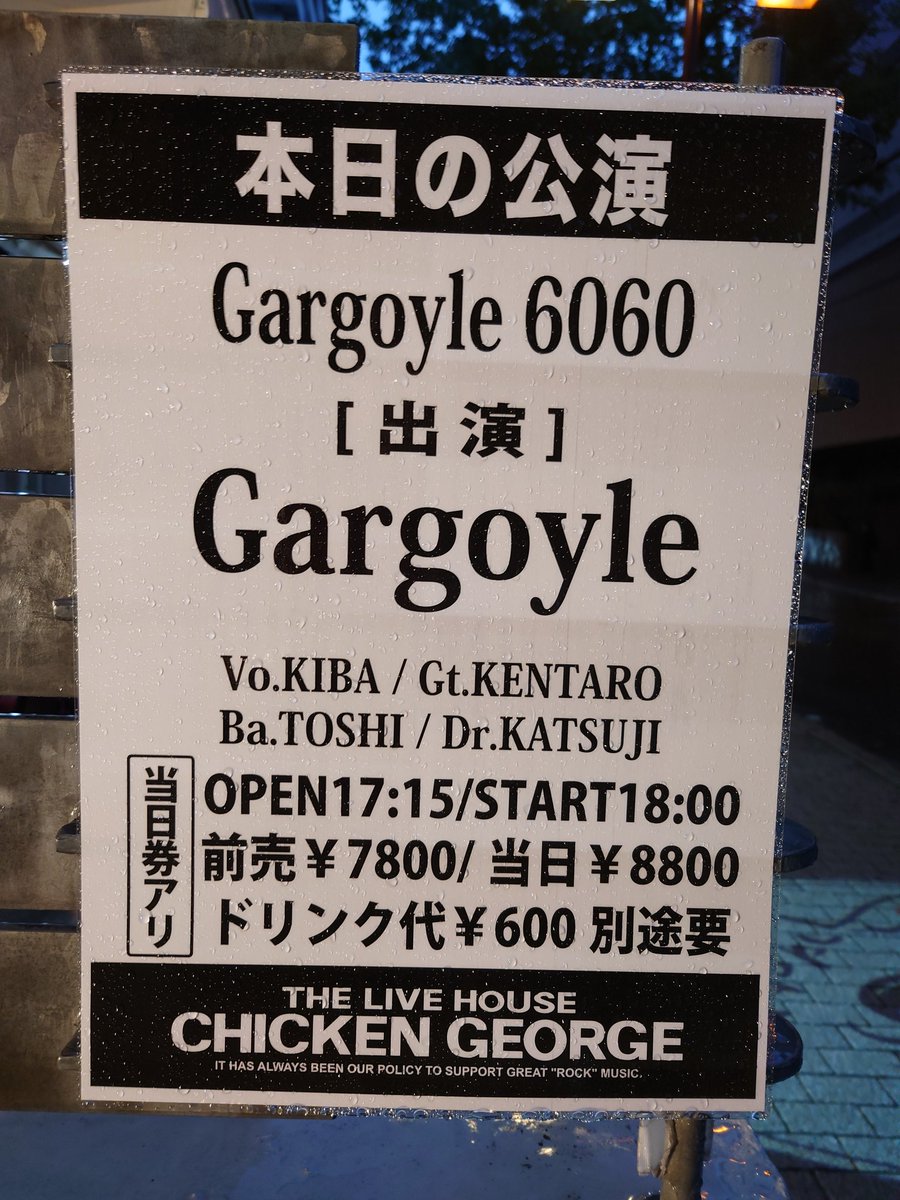 本日の公演
Gargoyle 6060
[出演]
Gargoyle
Vo.KIBA / Gt.KENTARO
Ba.TOSHI / Dr.KATSUJI
当日券アリ
OPEN17:15/START18:00
前売￥7800/ 当日￥8800
ドリンク代￥600 別途要
THE LIVE HOUSE
CHICKEN GEORGE
IT HAS ALWAYS BEEN OUR POLICY TO SUPPORT GREAT "ROCK" MUSIC.